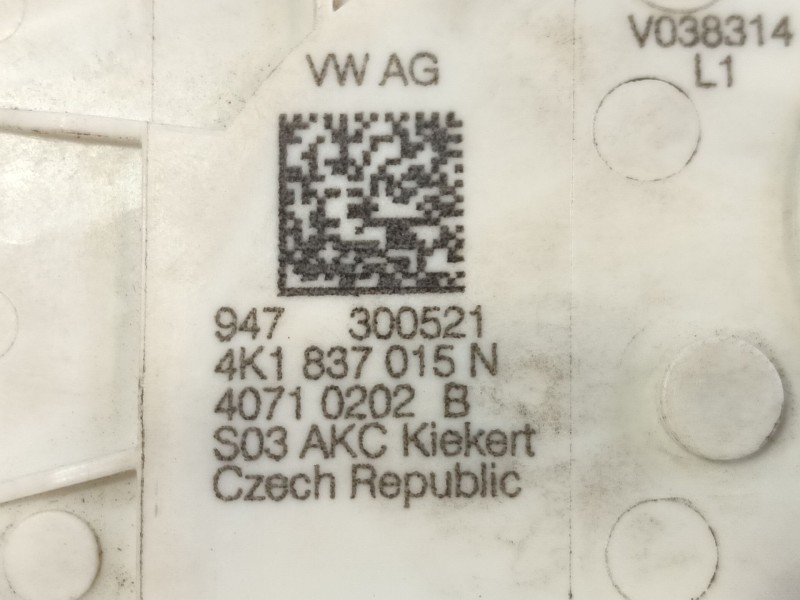 V038314
L1
VW AG
947 300521
4K1 837 015 N
4071 0202 B
S03 AKC Kiekert
Czech Republic